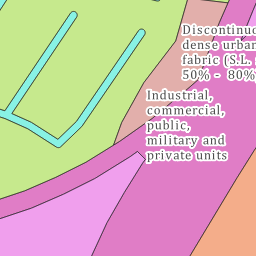 Discontinuo
dense urban
fabric (S.L.
50% - 80%
Industrial,
commercial,
public,
military and
private units